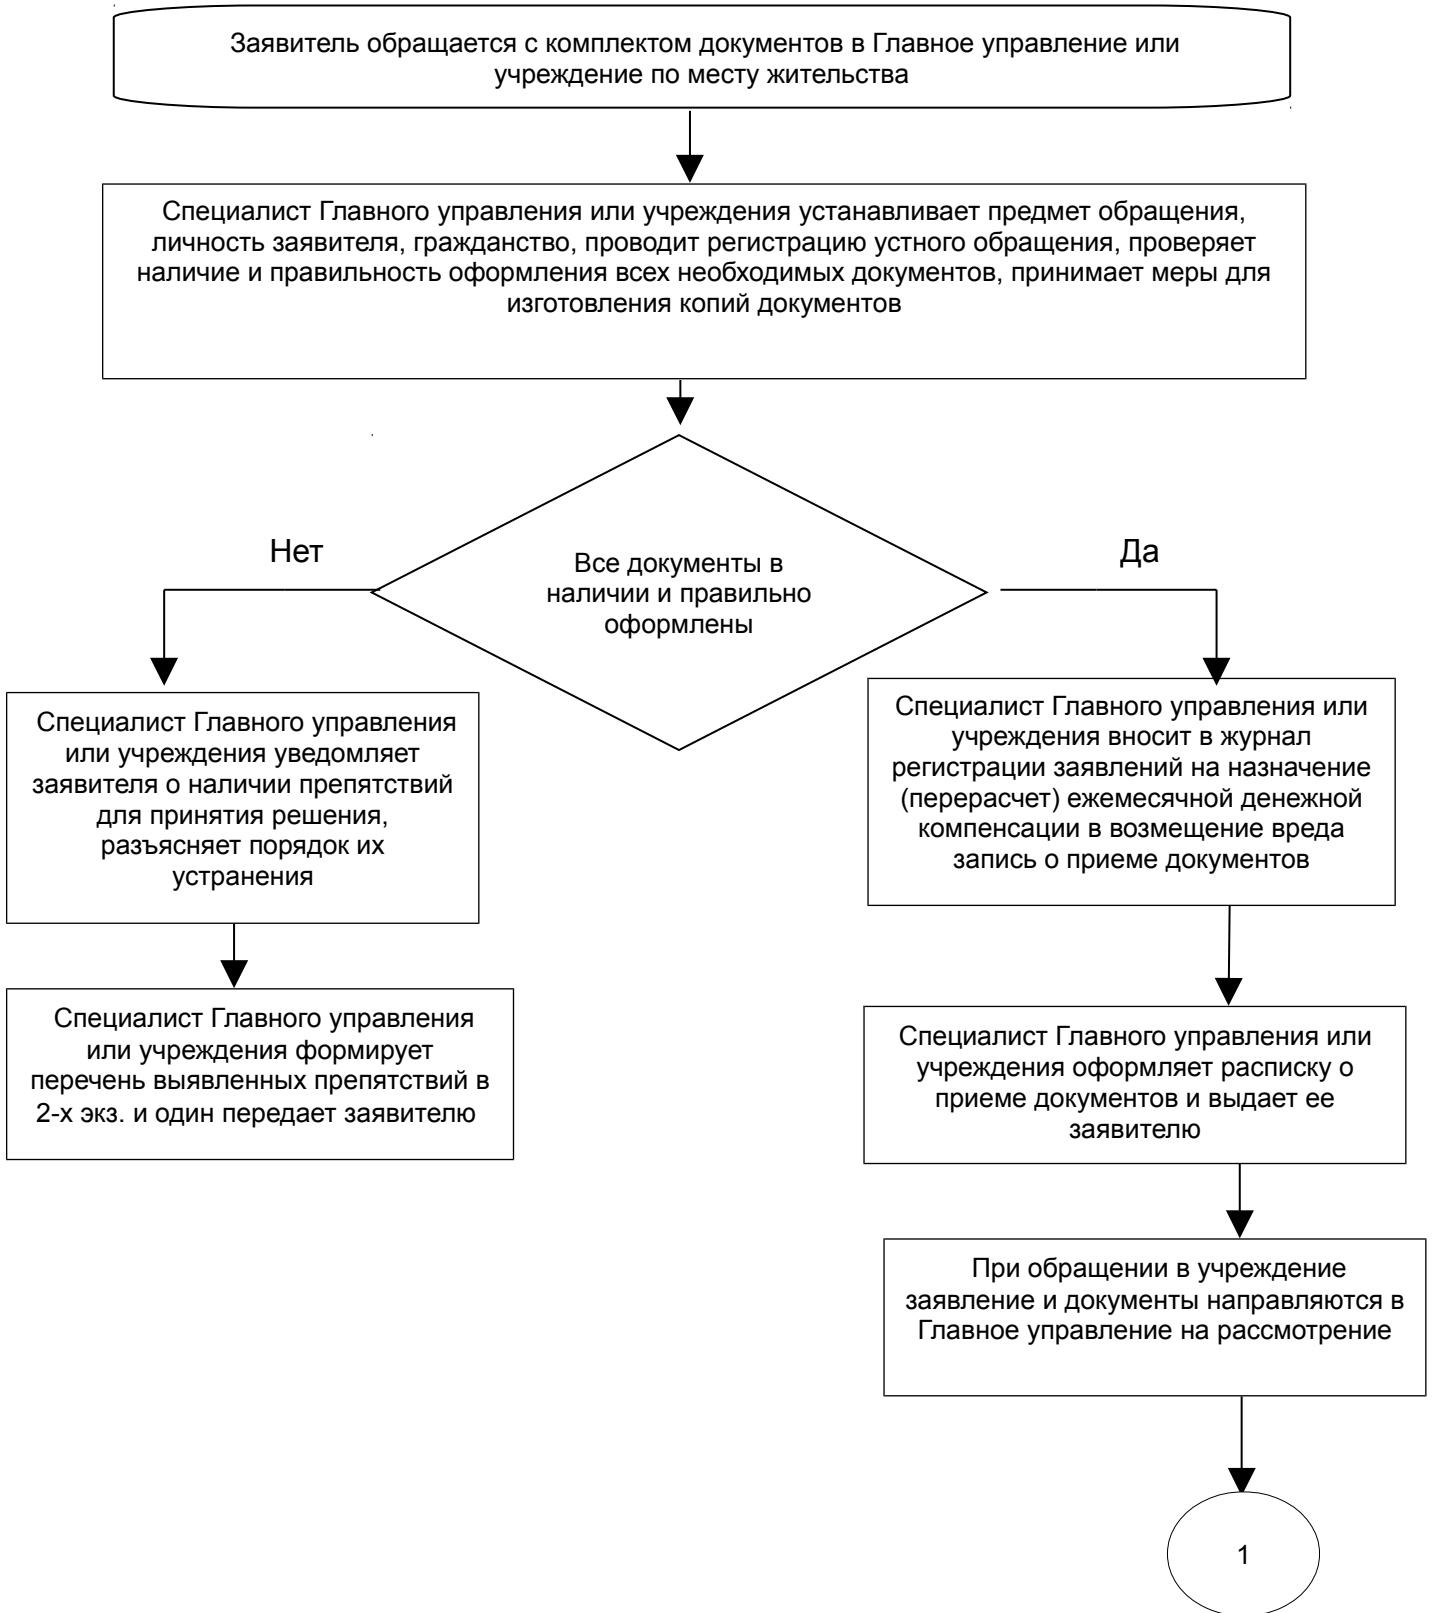 Заявитель обращается с комплектом документов в Главное управление или
учреждение по месту жительства
Специалист Главного управления или учреждения устанавливает предмет обращения,
личность заявителя, гражданство, проводит регистрацию устного обращения, проверяет
наличие и правильность оформления всех необходимых документов, принимает меры для
изготовления копий документов
Все документы в
наличии и правильно
оформлены
Нет
Специалист Главного управления
или учреждения уведомляет
заявителя о наличии препятствий
для принятия решения,
разъясняет порядок их
устранения
Специалист Главного управления
или учреждения формирует
перечень выявленных препятствий в
2-х экз. и один передает заявителю
Да
Специалист Главного управления или
учреждения вносит в журнал
регистрации заявлений на назначение
(перерасчет) ежемесячной денежной
компенсации в возмещение вреда
запись о приеме документов
Специалист Главного управления или
учреждения оформляет расписку о
приеме документов и выдает ее
заявителю
При обращении в учреждение
заявление и документы направляются в
Главное управление на рассмотрение
1